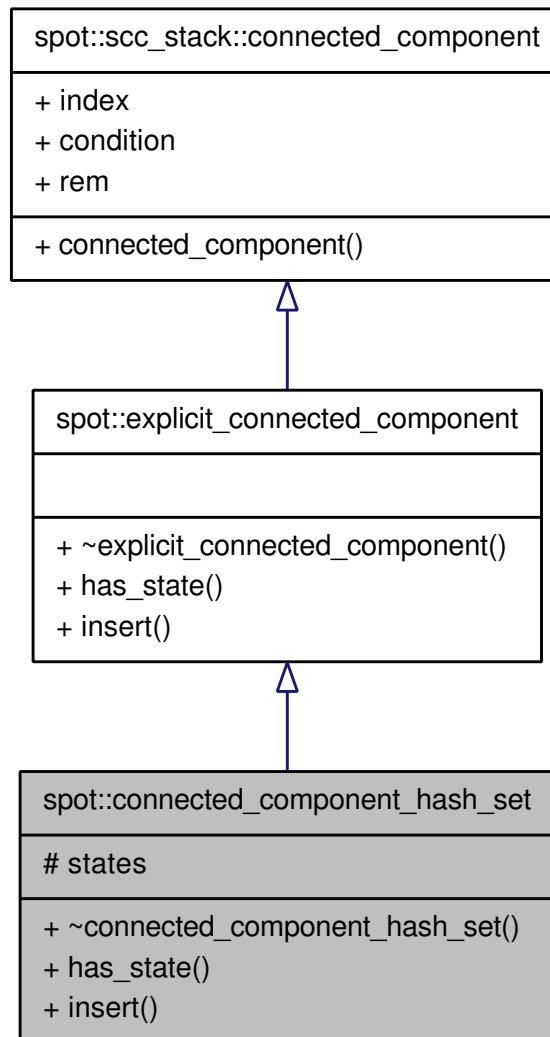 spot::scc_stack::connected_component
+ index
+ condition
+ rem
+ connected_component()
spot::explicit_connected_component
+ ~explicit_connected_component()
+ has_state()
+ insert()
spot::connected_component_hash_set
# states
+ ~connected_component_hash_set()
+ has_state()
+ insert()